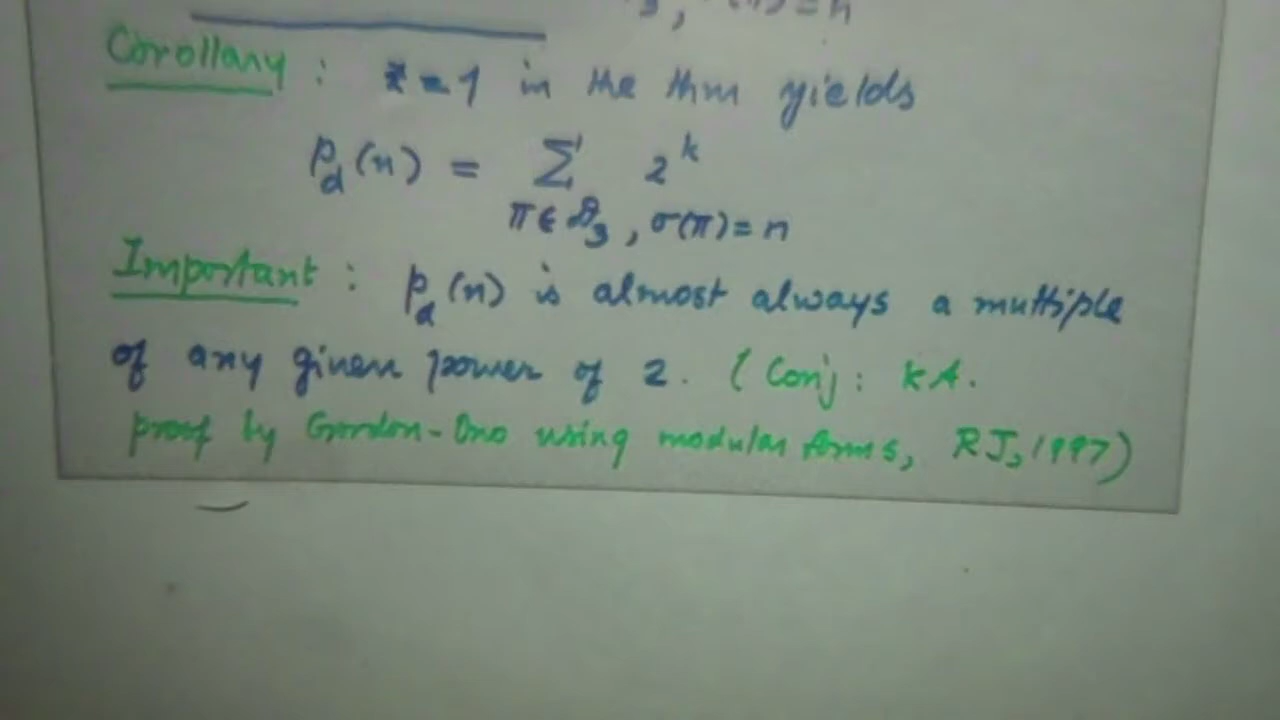 3, σ(π) = n
Corollary : z = 1 in the thm yields
p_d(n) = Σ 2^k
π ∈ 𝒟_3 , σ(π) = n
Important : p_d(n) is almost always a multiple
of any given power of 2. ( Conj : KA.
proof by Gordon-Ono using modular forms, RJ, 1997)